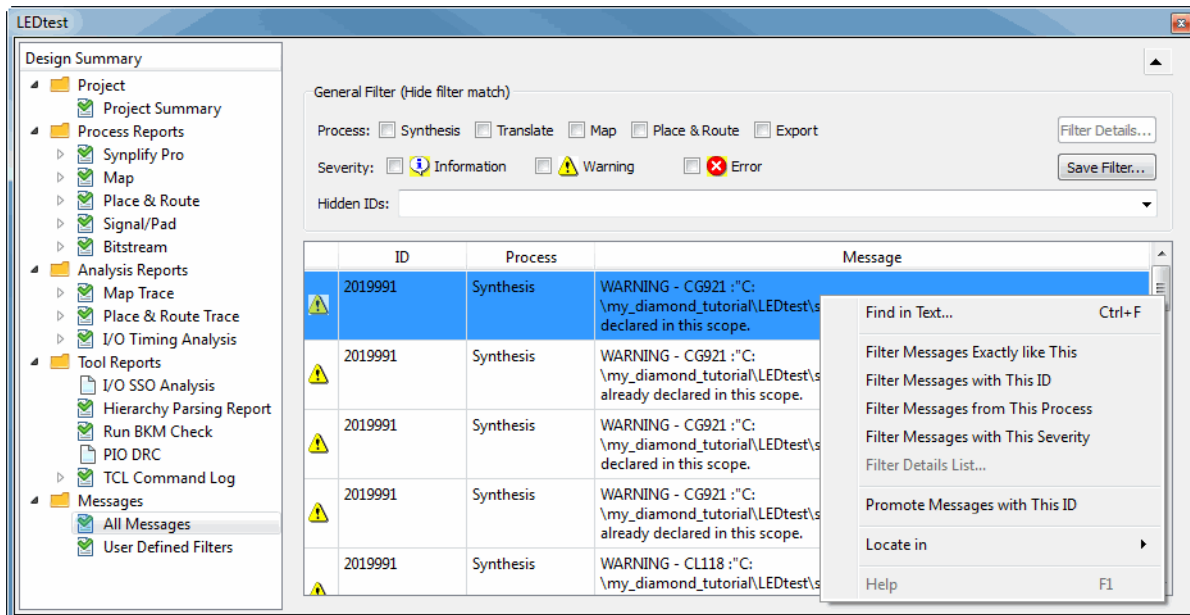 LEDtest
Design Summary
Project
Project Summary
Process Reports
Synplify Pro
Map
Place & Route
Signal/Pad
Bitstream
Analysis Reports
Map Trace
Place & Route Trace
I/O Timing Analysis
Tool Reports
I/O SSO Analysis
Hierarchy Parsing Report
Run BKM Check
PIO DRC
TCL Command Log
Messages
All Messages
User Defined Filters
General Filter (Hide filter match)
Process: Synthesis Translate Map Place & Route Export Filter Details...
Severity: Information Warning Error Save Filter...
Hidden IDs:
ID Process Message
2019991 Synthesis WARNING - CG921 :"C:
\my_diamond_tutorial\LEDtest\s
declared in this scope.
2019991 Synthesis WARNING - CG921 :"C:
\my_diamond_tutorial\LEDtest\s
already declared in this scope.
2019991 Synthesis WARNING - CG921 :"C:
\my_diamond_tutorial\LEDtest\s
declared in this scope.
2019991 Synthesis WARNING - CG921 :"C:
\my_diamond_tutorial\LEDtest\s
already declared in this scope.
2019991 Synthesis WARNING - CL118 :"C:
\my_diamond_tutorial\LEDtest\s
Find in Text... Ctrl+F
Filter Messages Exactly like This
Filter Messages with This ID
Filter Messages from This Process
Filter Messages with This Severity
Filter Details List...
Promote Messages with This ID
Locate in
Help F1